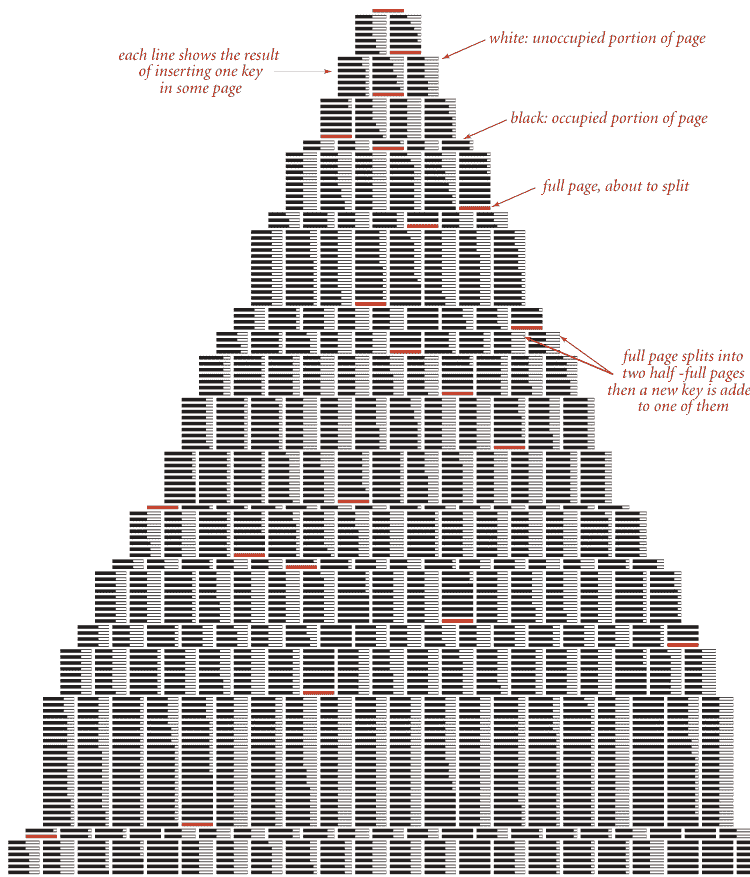 white: unoccupied portion of page
each line shows the result
of inserting one key
in some page
black: occupied portion of page
full page, about to split
full page splits into
two half -full pages
then a new key is adde
to one of them